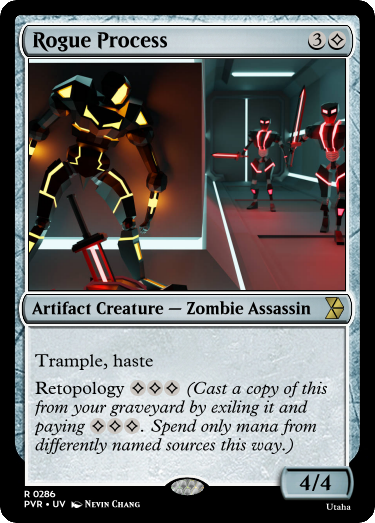 Rogue Process 3
Artifact Creature — Zombie Assassin
Trample, haste
Retopology (Cast a copy of this
from your graveyard by exiling it and
paying . Spend only mana from
differently named sources this way.)
4/4
R 0286
PVR • UV Nevin Chang
Utaha